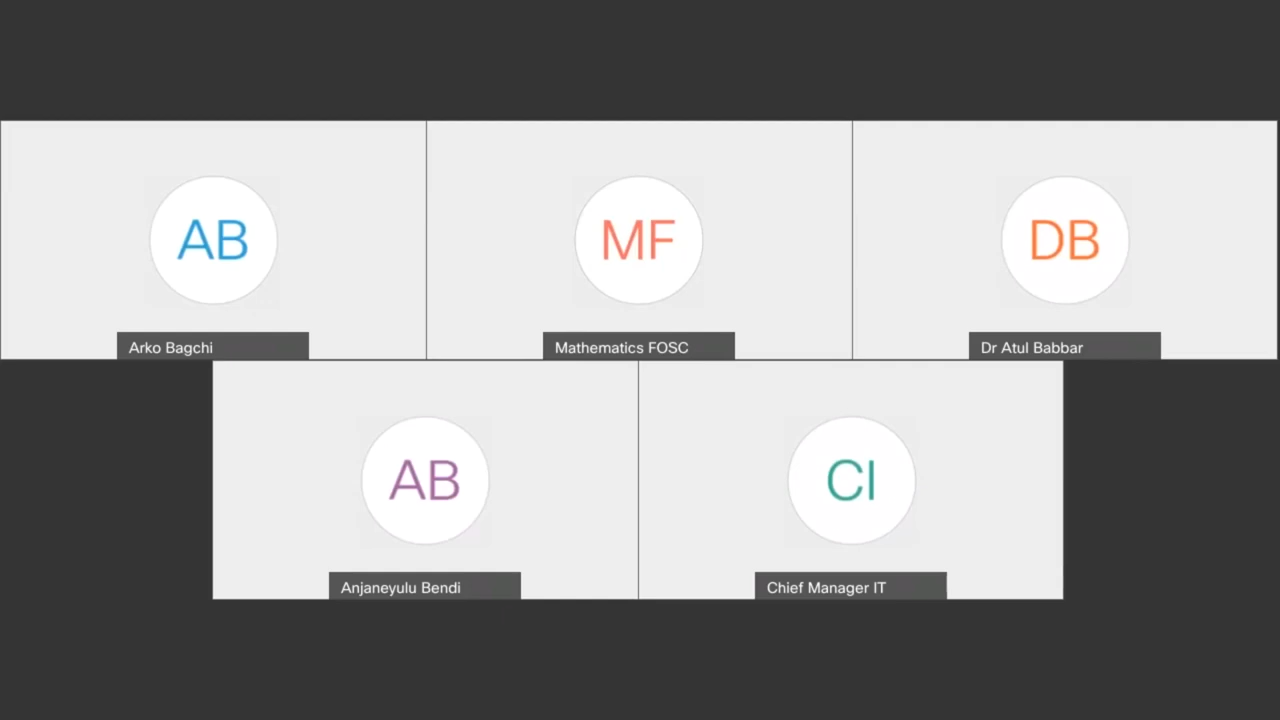 AB
MF
DB
Arko Bagchi
Mathematics FOSC
Dr Atul Babbar
AB
CI
Anjaneyulu Bendi
Chief Manager IT